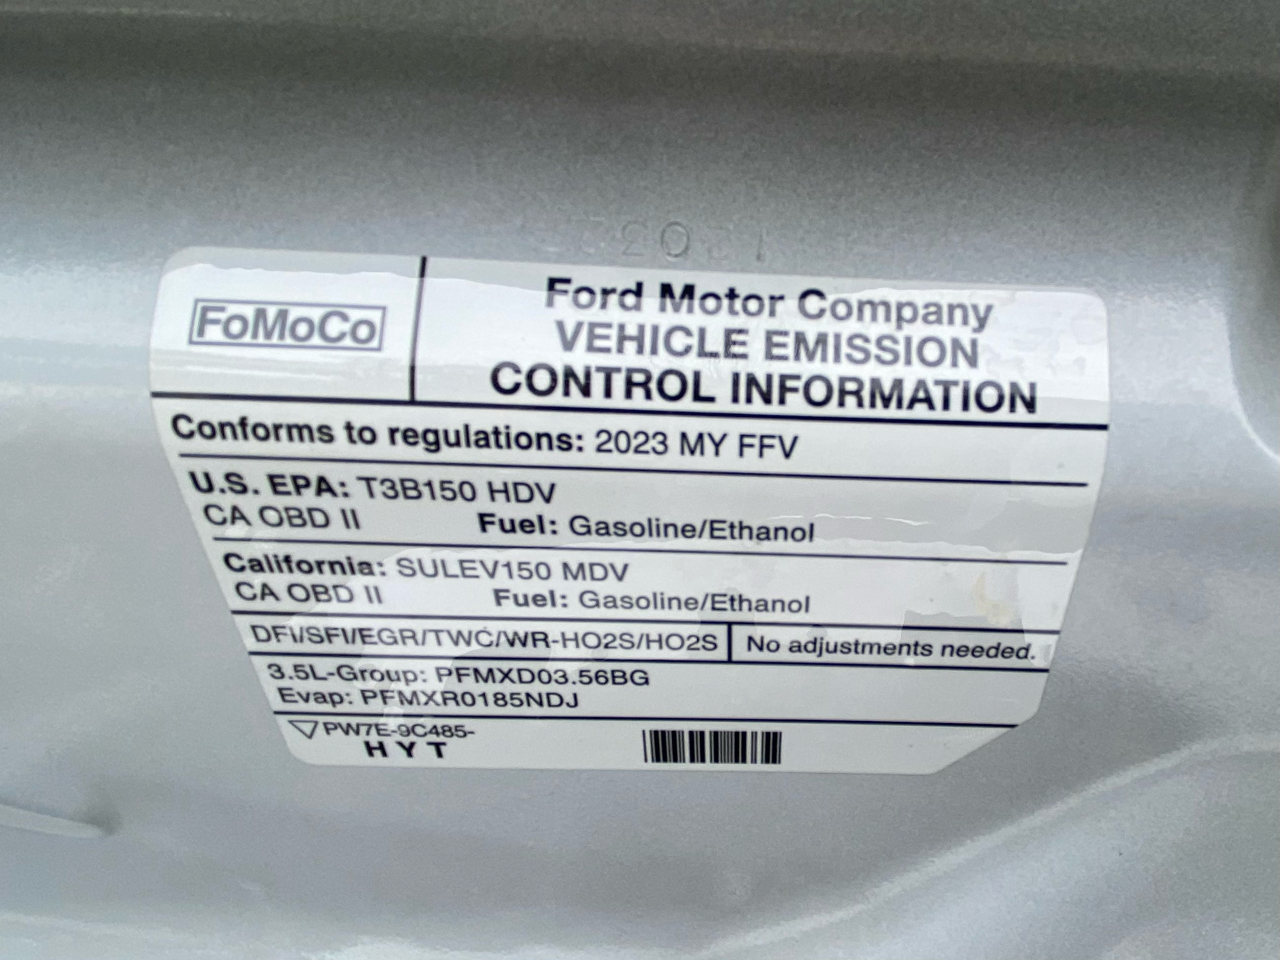 FoMoCo
Ford Motor Company
VEHICLE EMISSION
CONTROL INFORMATION
Conforms to regulations: 2023 MY FFV
U.S. EPA: T3B150 HDV
CA OBD II Fuel: Gasoline/Ethanol
California: SULEV150 MDV
CA OBD II Fuel: Gasoline/Ethanol
DFI/SFI/EGR/TWC/WR-HO2S/HO2S No adjustments needed.
3.5L-Group: PFMXD03.56BG
Evap: PFMXR0185NDJ
PW7E-9C485-
HYT